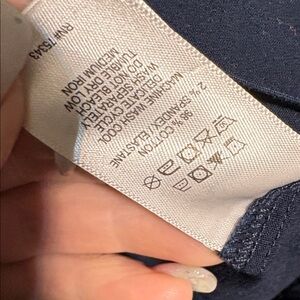 98% COTTON
2% SPANDEX/ELASTANE
MACHINE WASH COOL
DELICATE CYCLE
WASH SEPARATELY
DO NOT BLEACH
TUMBLE DRY LOW
MEDIUM IRON
RN# 75343